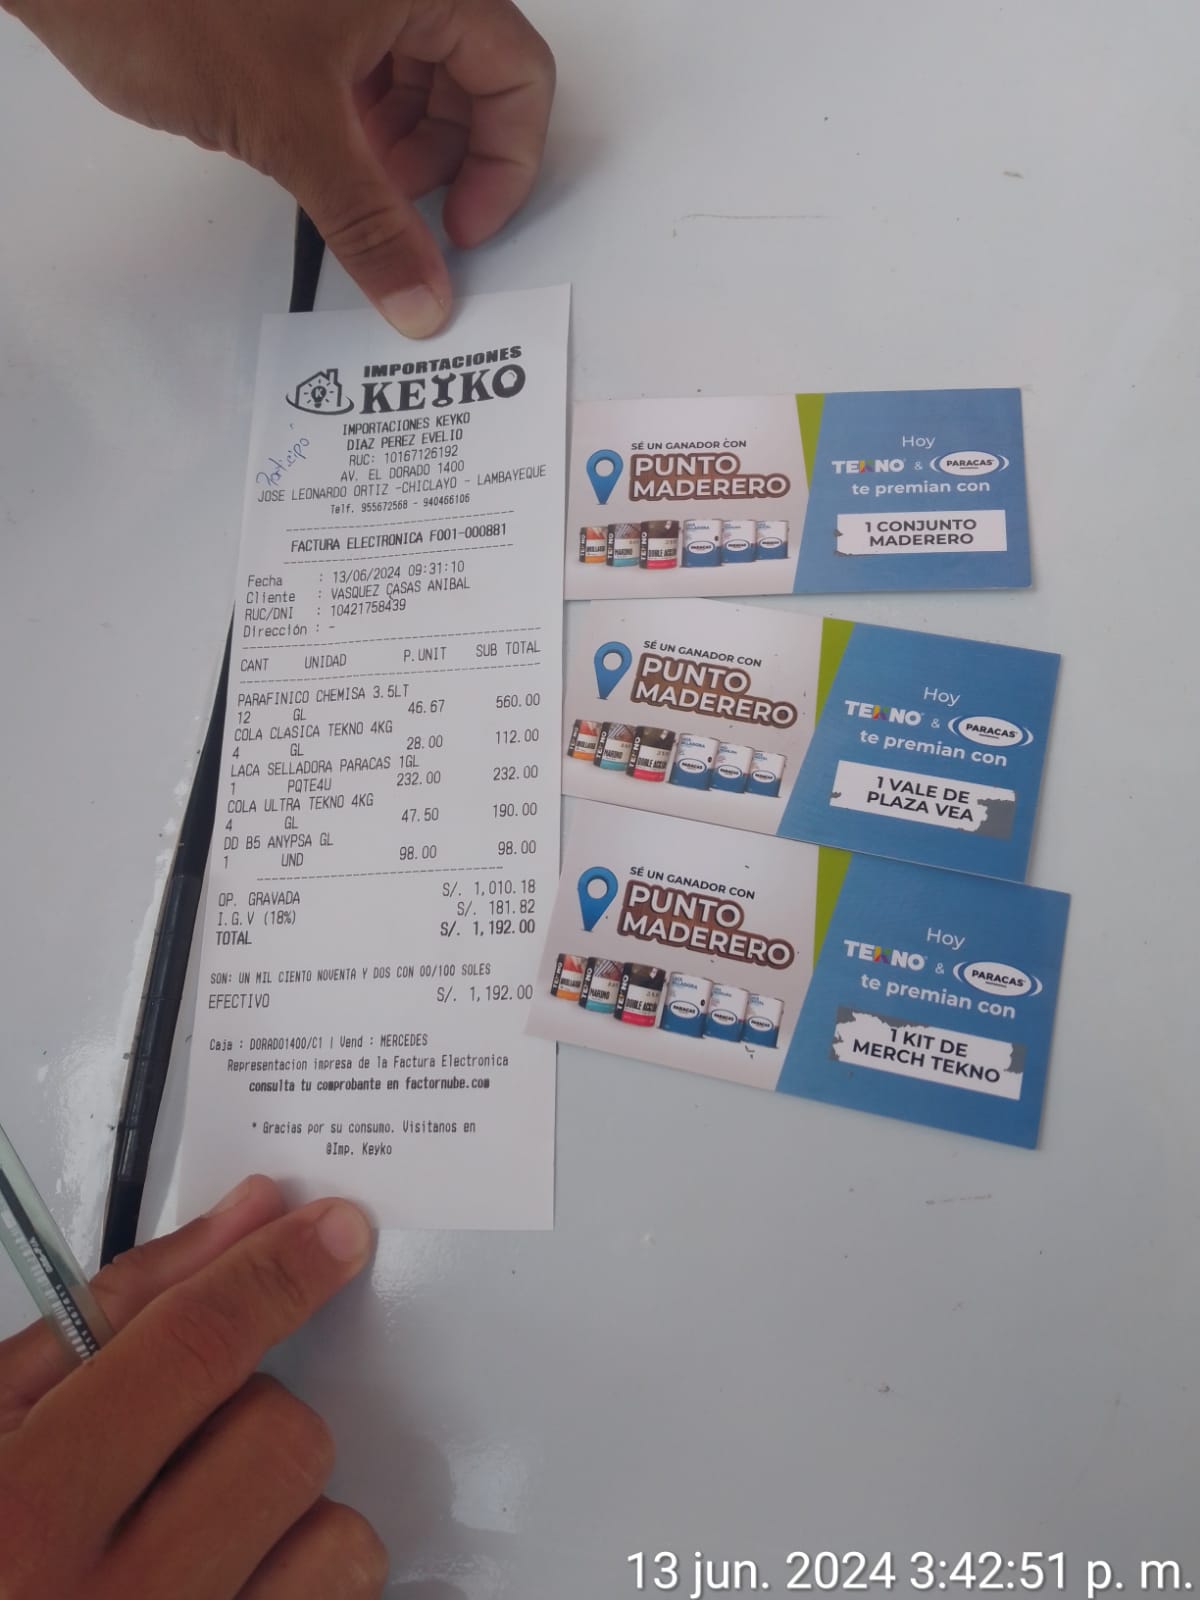 IMPORTACIONES
KEYKO
Participo
IMPORTACIONES KEYKO
DIAZ PEREZ EVELIO
RUC: 10167126192
AV. EL DORADO 1400
JOSE LEONARDO ORTIZ -CHICLAYO - LAMBAYEQUE
Telf. 955672568 - 940466106
FACTURA ELECTRONICA F001-000881
Fecha : 13/06/2024 09:31:10
Cliente : VASQUEZ CASAS ANIBAL
RUC/DNI : 10421758439
Dirección : -
CANT UNIDAD P.UNIT SUB TOTAL
PARAFINICO CHEMISA 3.5LT
12 GL 46.67 560.00
COLA CLASICA TEKNO 4KG
4 GL 28.00 112.00
LACA SELLADORA PARACAS 1GL
1 PQTE4U 232.00 232.00
COLA ULTRA TEKNO 4KG
4 GL 47.50 190.00
DD B5 ANYPSA GL
1 UND 98.00 98.00
OP. GRAVADA S/. 1,010.18
I.G.V (18%) S/. 181.82
TOTAL S/. 1,192.00
SON: UN MIL CIENTO NOVENTA Y DOS CON 00/100 SOLES
EFECTIVO S/. 1,192.00
Caja : DORADO1400/C1 | Vend : MERCEDES
Representacion impresa de la Factura Electronica
consulta tu comprobante en factornube.com
* Gracias por su consumo. Visitanos en
@Imp. Keyko
SÉ UN GANADOR CON
PUNTO
MADERERO
Hoy
TEKNO & PARACAS
te premian con
1 CONJUNTO
MADERERO
SÉ UN GANADOR CON
PUNTO
MADERERO
Hoy
TEKNO & PARACAS
te premian con
1 VALE DE
PLAZA VEA
SÉ UN GANADOR CON
PUNTO
MADERERO
Hoy
TEKNO & PARACAS
te premian con
1 KIT DE
MERCH TEKNO
13 jun. 2024 3:42:51 p. m.